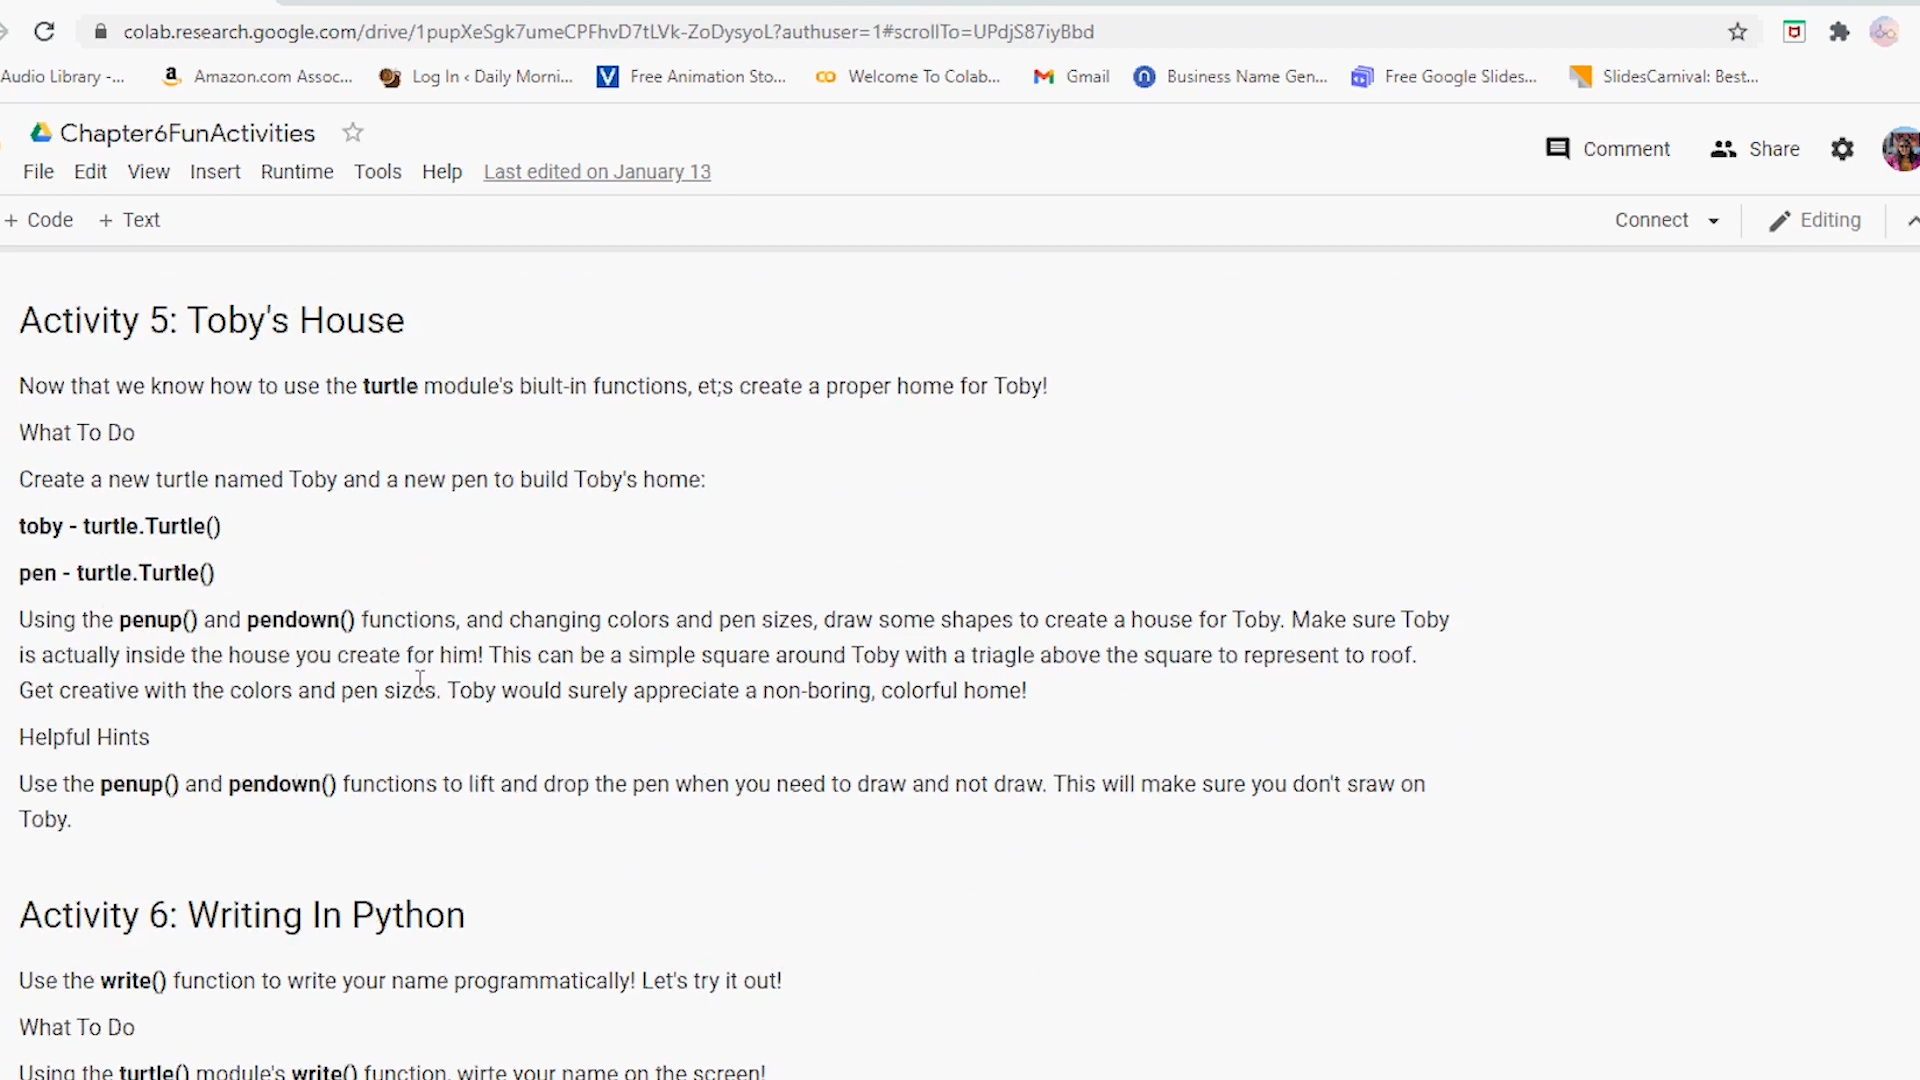 colab.research.google.com/drive/1pupXeSgk7umeCPFhvD7tLVk-ZoDysyoL?authuser=1#scrollTo=UPdjS87iyBbd
Audio Library -... Amazon.com Assoc... Log In ‹ Daily Morni... Free Animation Sto... Welcome To Colab... Gmail Business Name Gen... Free Google Slides... SlidesCarnival: Best...
Chapter6FunActivities
Comment Share
File Edit View Insert Runtime Tools Help Last edited on January 13
+ Code + Text Connect Editing
Activity 5: Toby's House
Now that we know how to use the turtle module's biult-in functions, et;s create a proper home for Toby!
What To Do
Create a new turtle named Toby and a new pen to build Toby's home:
toby - turtle.Turtle()
pen - turtle.Turtle()
Using the penup() and pendown() functions, and changing colors and pen sizes, draw some shapes to create a house for Toby. Make sure Toby
is actually inside the house you create for him! This can be a simple square around Toby with a triagle above the square to represent to roof.
Get creative with the colors and pen sizes. Toby would surely appreciate a non-boring, colorful home!
Helpful Hints
Use the penup() and pendown() functions to lift and drop the pen when you need to draw and not draw. This will make sure you don't sraw on
Toby.
Activity 6: Writing In Python
Use the write() function to write your name programmatically! Let's try it out!
What To Do
Using the turtle() module's write() function, wirte your name on the screen!